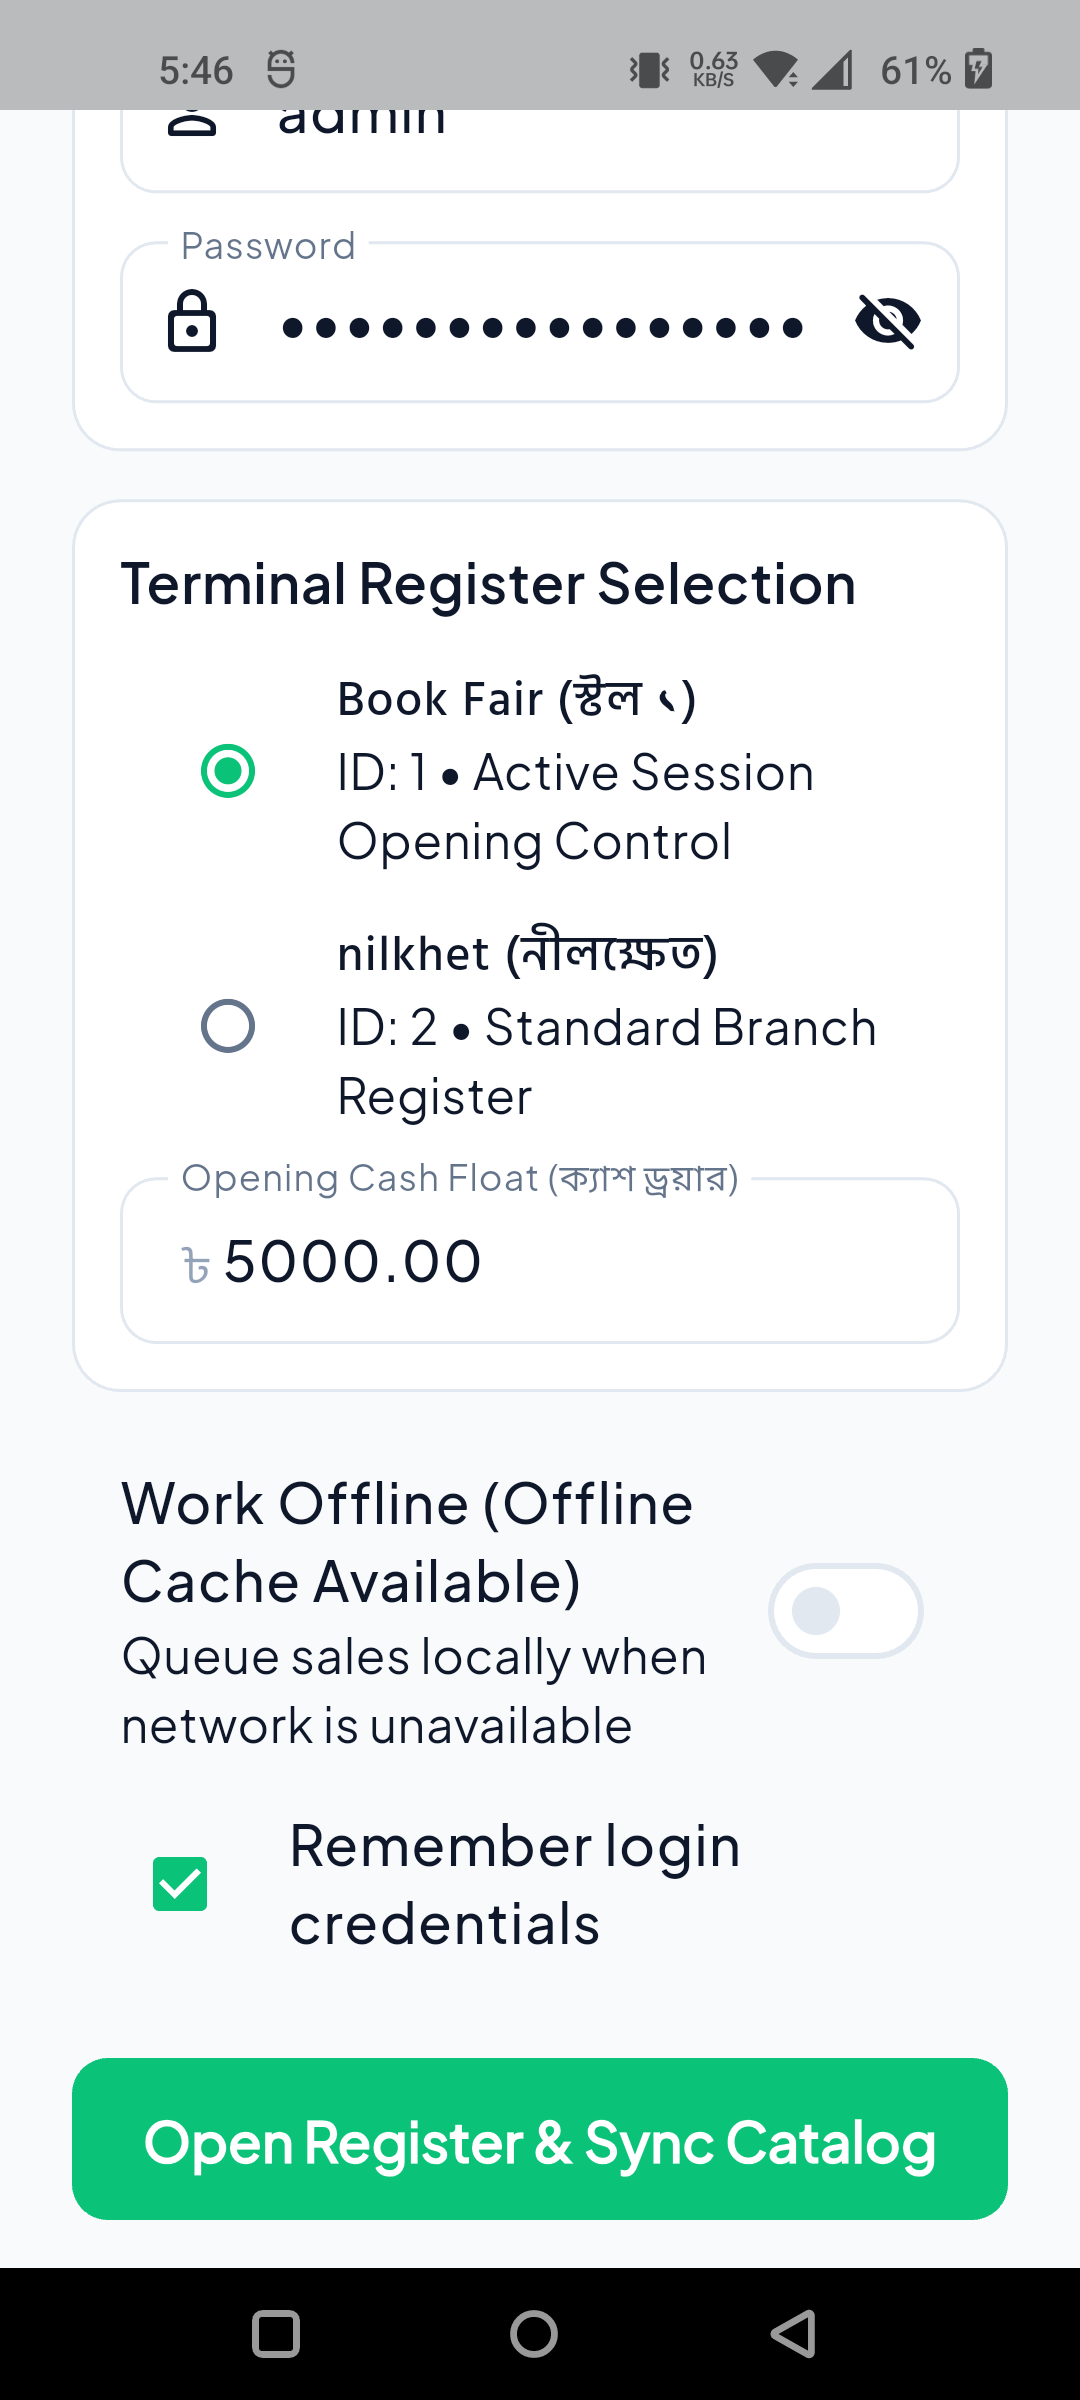 5:46
0.63
KB/S
61%
admin
Password
Terminal Register Selection
Book Fair (স্টল ১)
ID: 1 • Active Session
Opening Control
nilkhet (নীলক্ষেত)
ID: 2 • Standard Branch
Register
Opening Cash Float (ক্যাশ ড্রয়ার)
৳ 5000.00
Work Offline (Offline
Cache Available)
Queue sales locally when
network is unavailable
Remember login
credentials
Open Register & Sync Catalog